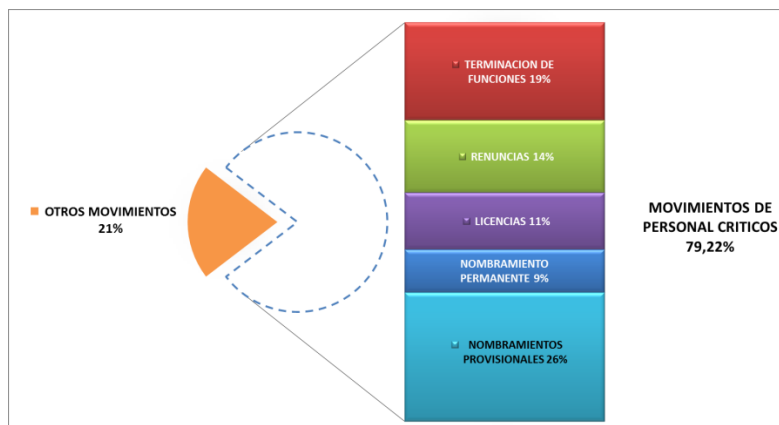 OTROS MOVIMIENTOS
21%
TERMINACION DE
FUNCIONES 19%
RENUNCIAS 14%
LICENCIAS 11%
NOMBRAMIENTO
PERMANENTE 9%
NOMBRAMIENTOS
PROVISIONALES 26%
MOVIMIENTOS DE
PERSONAL CRITICOS
79,22%